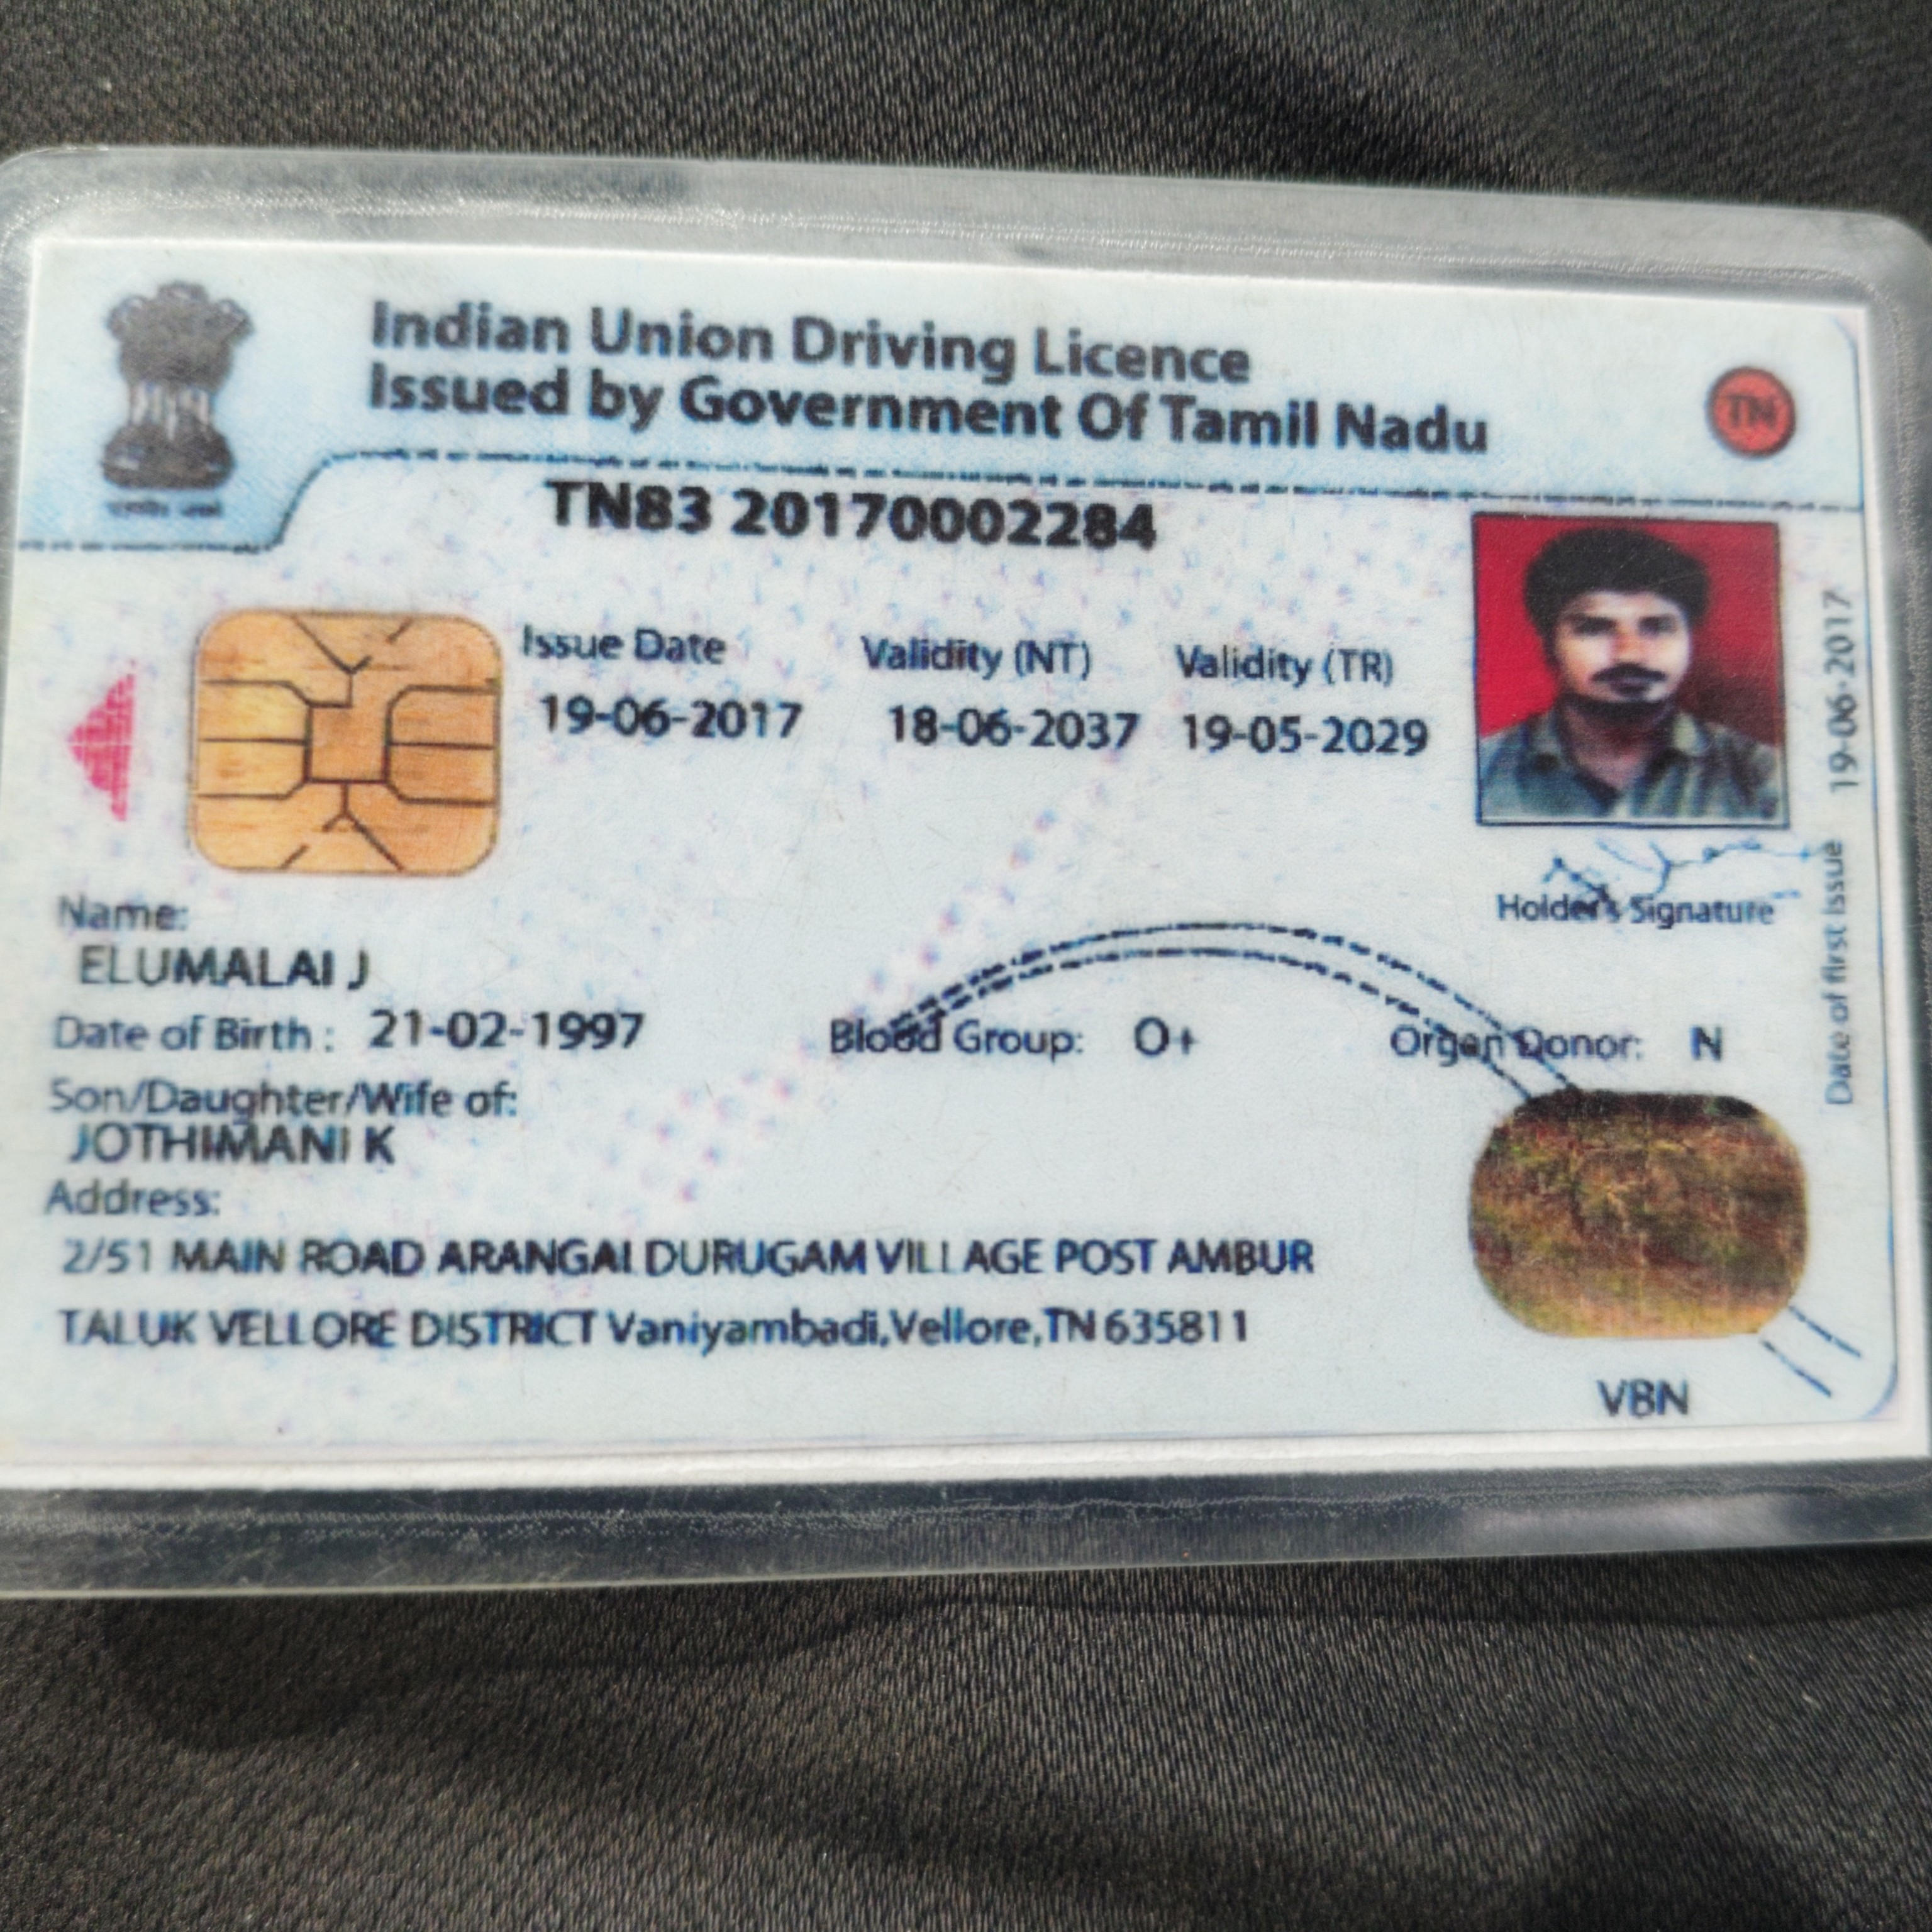 Indian Union Driving Licence
Issued by Government Of Tamil Nadu
TN
TN83 20170002284
Issue Date Validity (NT) Validity (TR)
19-06-2017 18-06-2037 19-05-2029
Holder's Signature
Date of first issue 19-06-2017
Name:
ELUMALAI J
Date of Birth : 21-02-1997 Blood Group: O+ Organ Donor: N
Son/Daughter/Wife of:
JOTHIMANI K
Address:
2/51 MAIN ROAD ARANGAL DURUGAM VILLAGE POST AMBUR
TALUK VELLORE DISTRICT Vaniyambadi,Vellore,TN 635811
VBN